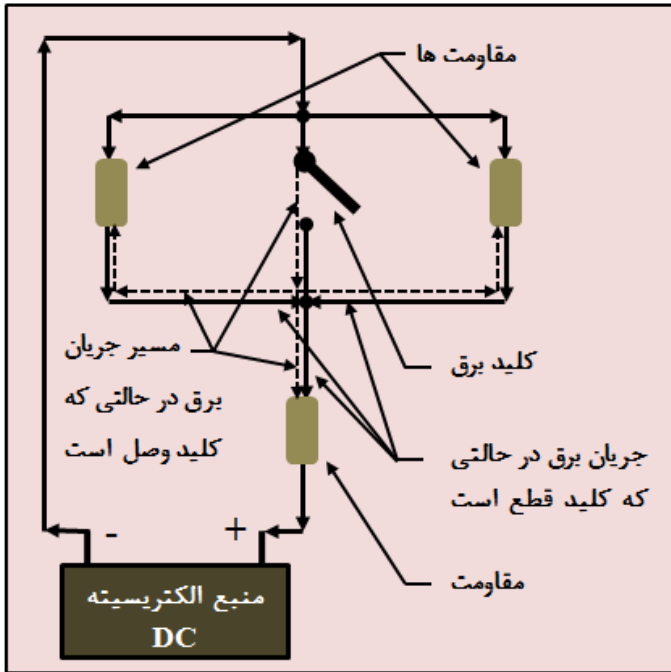 مقاومت ها
مسیر جریان
برق در حالتی که
کلید وصل است
کلید برق
جریان برق در حالتی
که کلید قطع است
مقاومت
- +
منبع الکتریسیته
DC